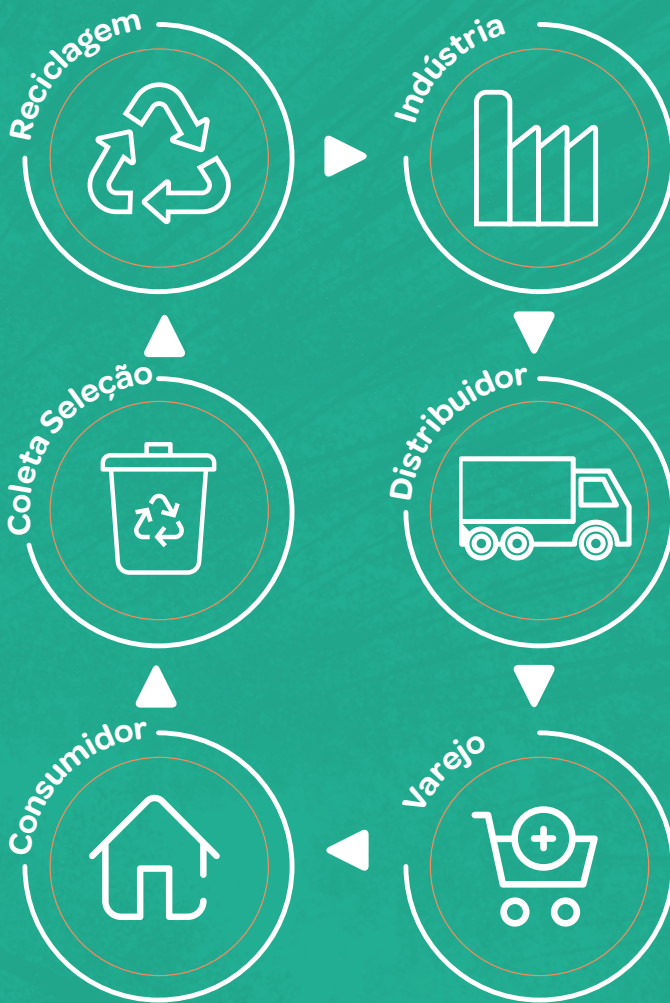 Reciclagem
Indústria
Coleta Seleção
Distribuidor
Consumidor
Varejo